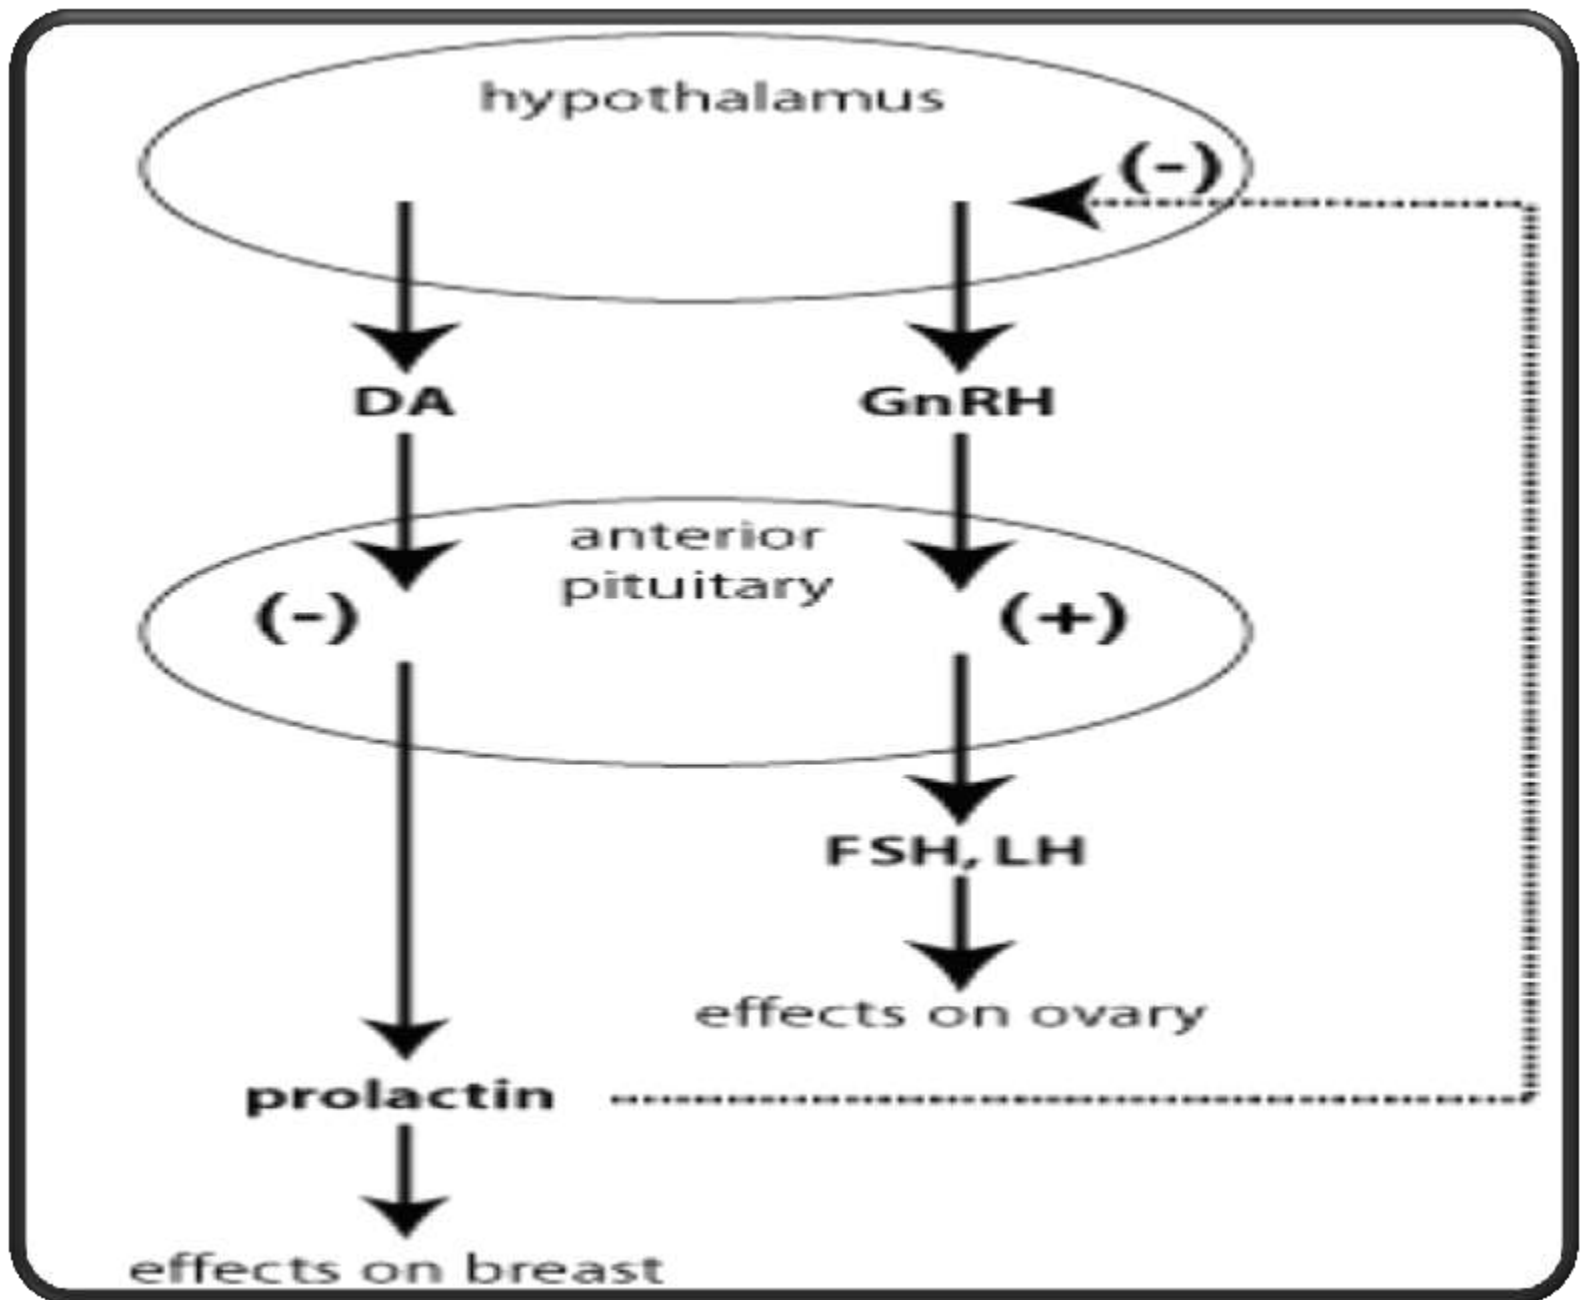 hypothalamus
(-)
DA
GnRH
anterior
pituitary
(-)
(+)
FSH, LH
effects on ovary
prolactin
effects on breast